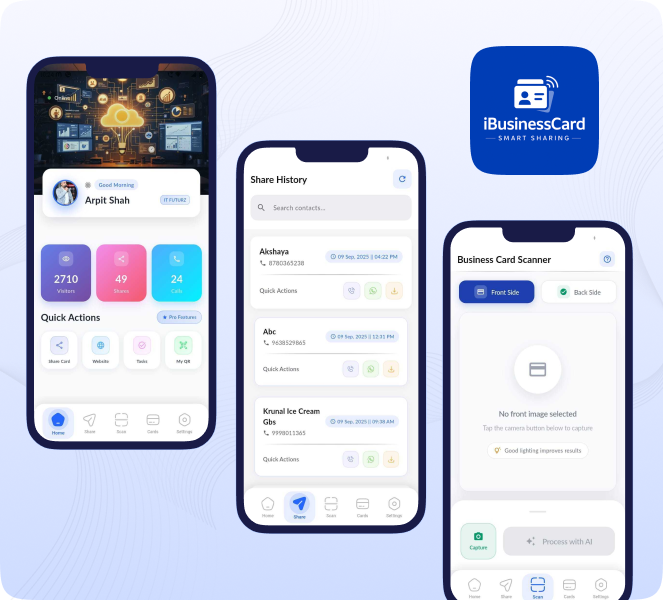 Online
Good Morning
Arpit Shah
IT FUTURZ
2710
Visitors
49
Shares
24
Calls
Quick Actions
Pro Features
Share Card
Website
Tasks
My QR
Home
Share
Scan
Cards
Settings
Share History
Search contacts...
Akshaya
09 Sep, 2025 || 04:22 PM
8780365238
Quick Actions
Abc
09 Sep, 2025 || 12:31 PM
9638529865
Quick Actions
Krunal Ice Cream
Gbs
09 Sep, 2025 || 09:38 AM
9998011365
Quick Actions
Home
Share
Scan
Cards
Settings
iBusinessCard
SMART SHARING
Business Card Scanner
Front Side
Back Side
No front image selected
Tap the camera button below to capture
Good lighting improves results
Capture
Process with AI
Home
Share
Scan
Cards
Settings